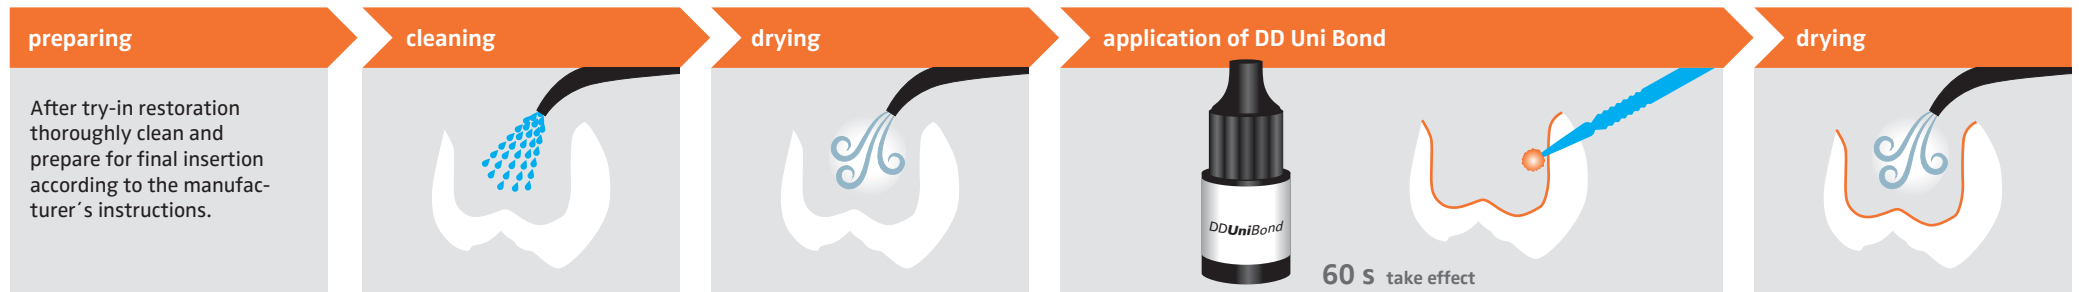 preparing
After try-in restoration
thoroughly clean and
prepare for final insertion
according to the manufac-
turer´s instructions.
cleaning
drying
application of DD Uni Bond
DDUniBond
60 s take effect
drying